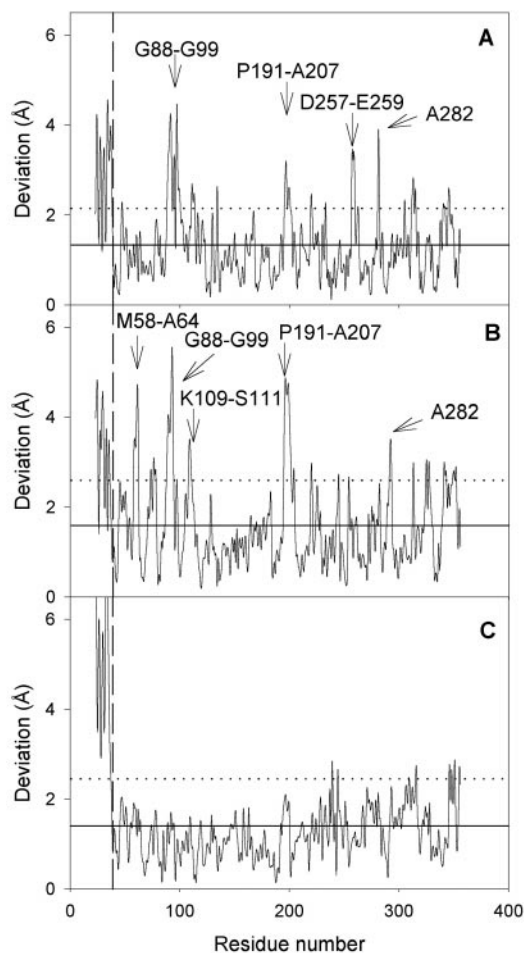 A
G88-G99
P191-A207
D257-E259
A282
Deviation (Å)
6
4
2
0
B
M58-A64
G88-G99
P191-A207
K109-S111
A282
Deviation (Å)
6
4
2
0
C
Deviation (Å)
6
4
2
0
0 100 200 300 400
Residue number